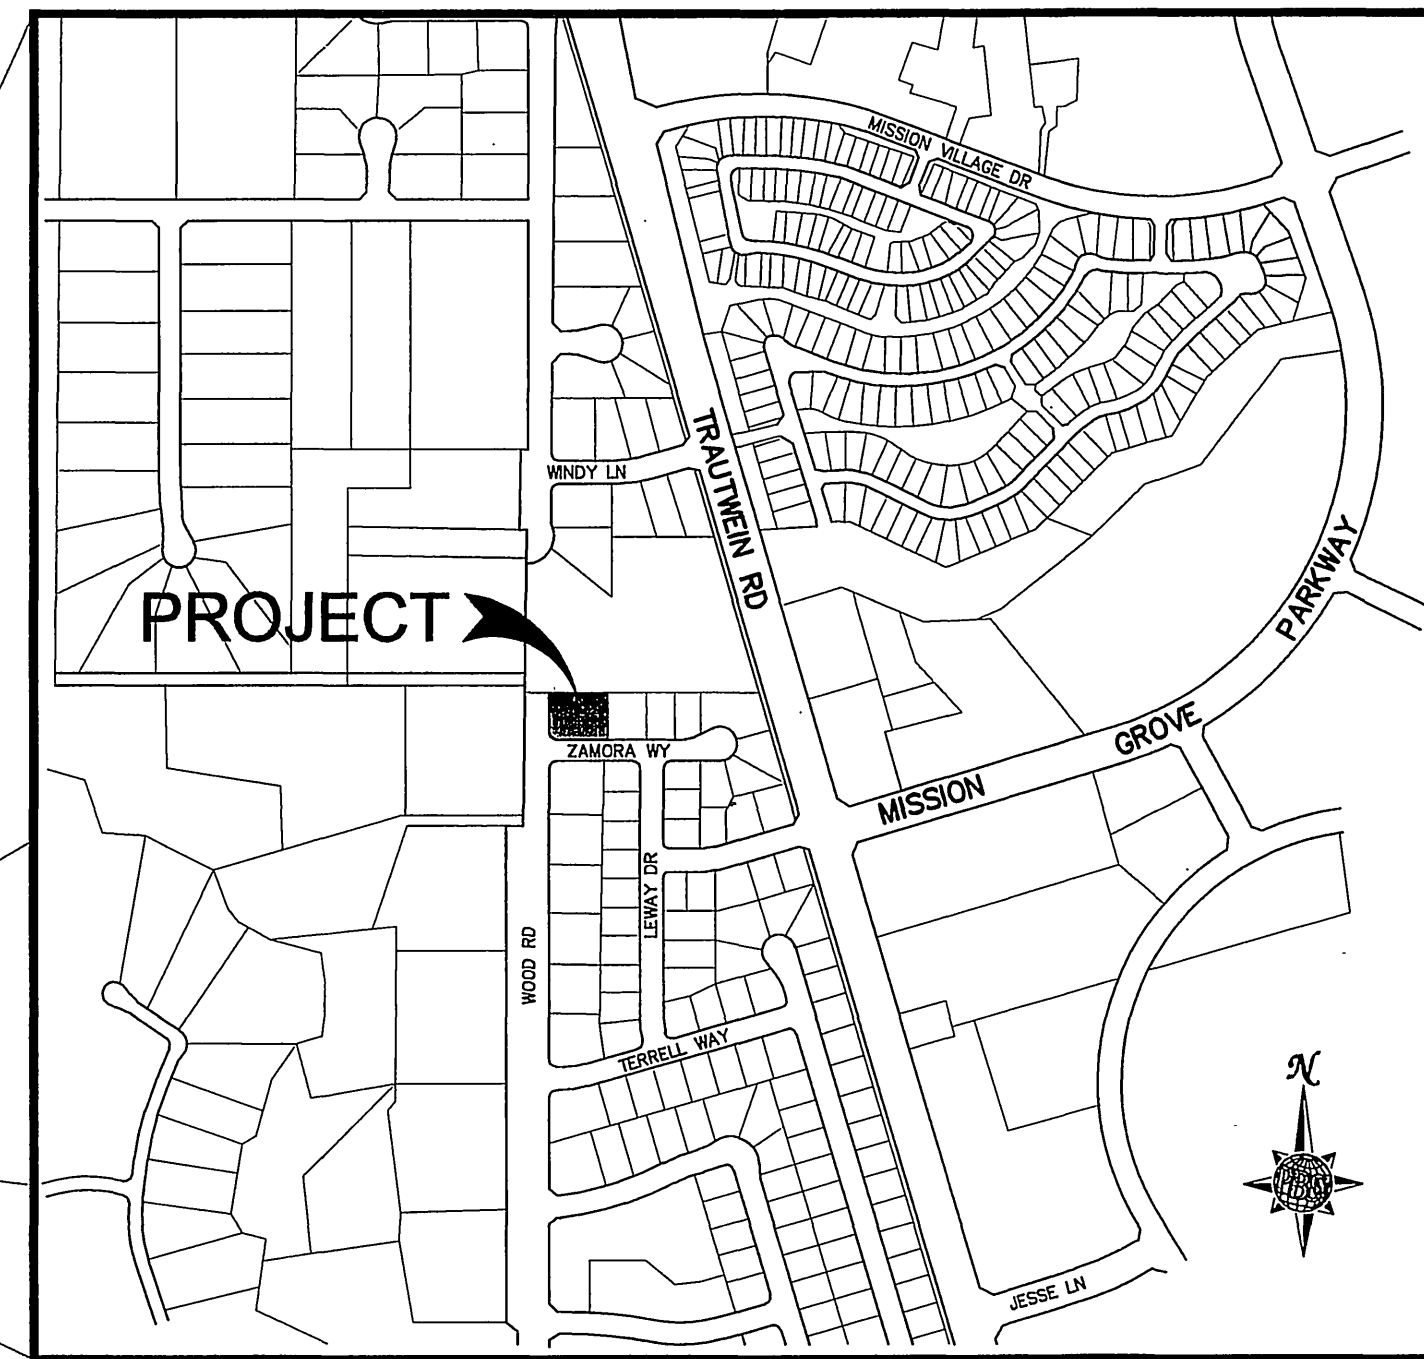 MISSION VILLAGE DR
TRAUTWEIN RD
WINDY LN
PARKWAY
PROJECT
GROVE
ZAMORA WY
MISSION
LEWAY DR
WOOD RD
TERRELL WAY
N
JESSE LN